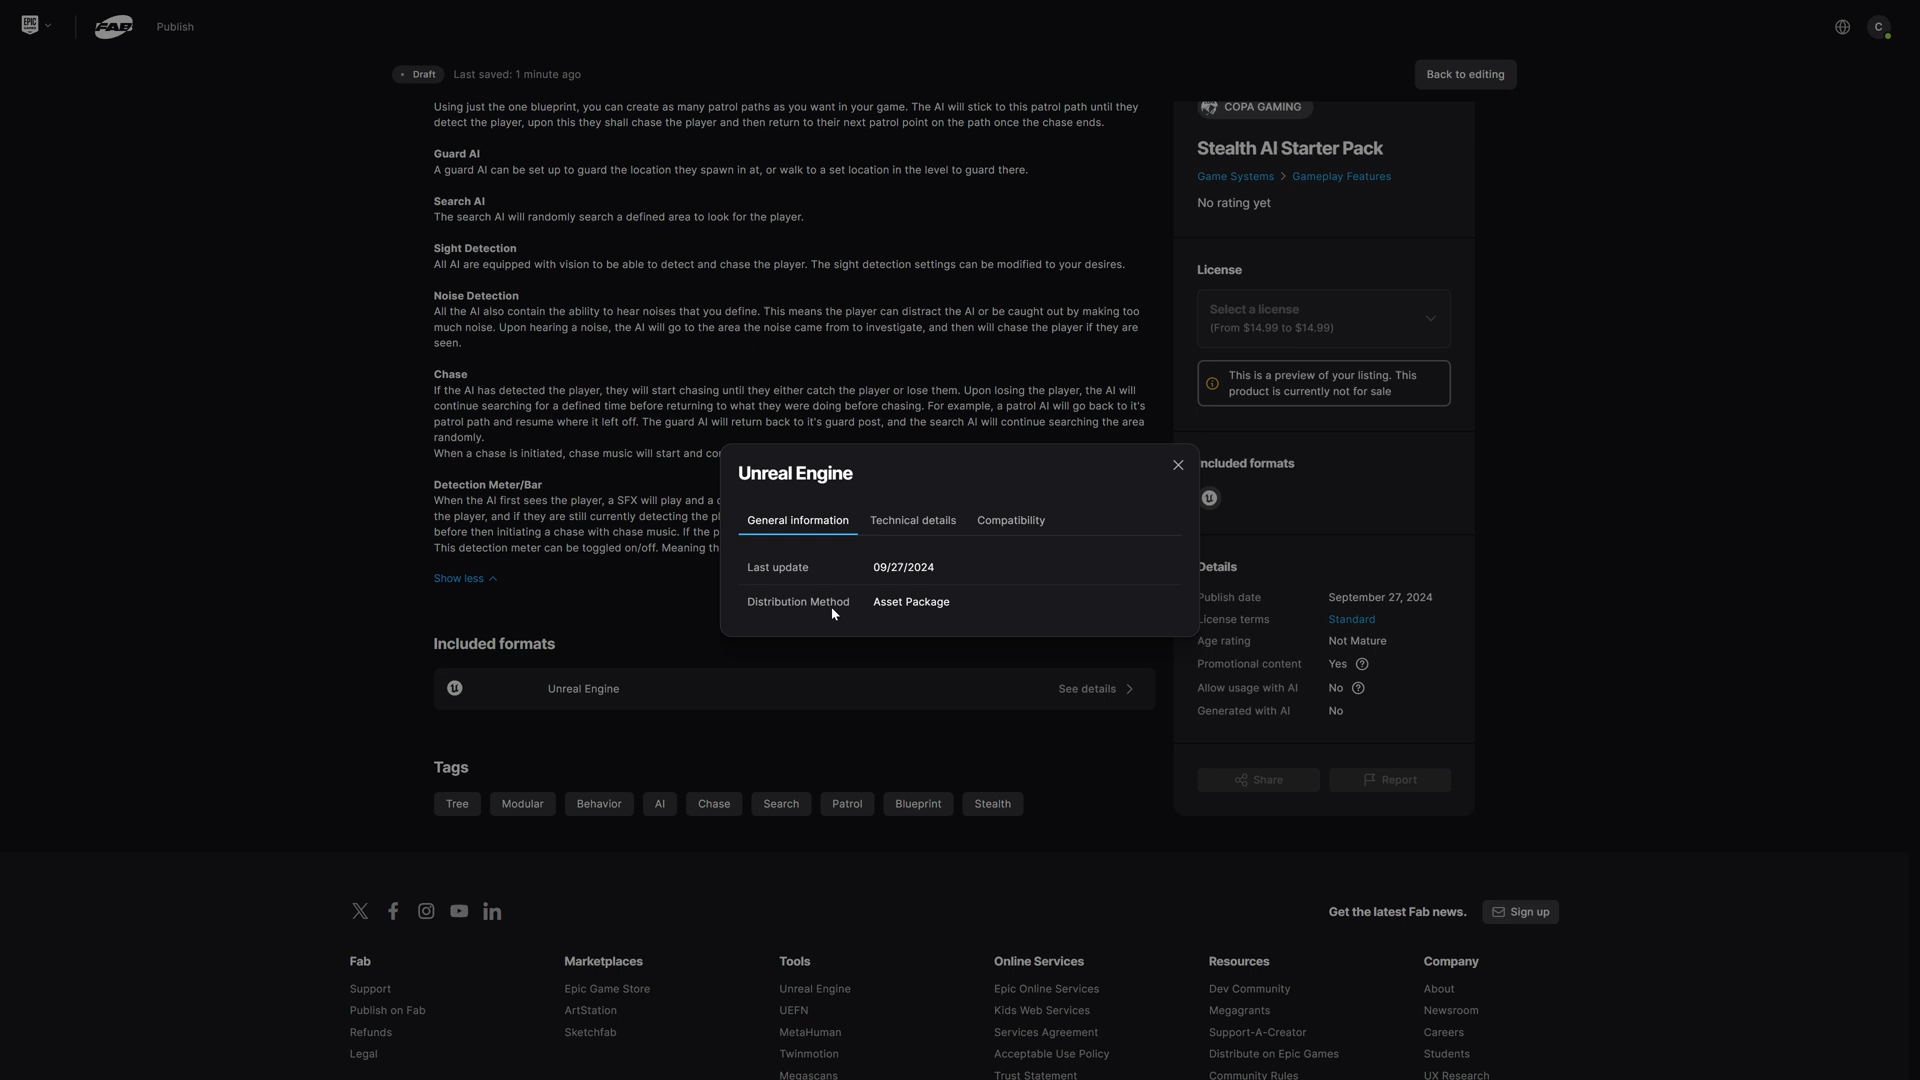 EPIC GAMES
FAB
Publish
C
Draft
Last saved: 1 minute ago
Back to editing
Using just the one blueprint, you can create as many patrol paths as you want in your game. The AI will stick to this patrol path until they
detect the player, upon this they shall chase the player and then return to their next patrol point on the path once the chase ends.
Guard AI
A guard AI can be set up to guard the location they spawn in at, or walk to a set location in the level to guard there.
Search AI
The search AI will randomly search a defined area to look for the player.
Sight Detection
All AI are equipped with vision to be able to detect and chase the player. The sight detection settings can be modified to your desires.
Noise Detection
All the AI also contain the ability to hear noises that you define. This means the player can distract the AI or be caught out by making too
much noise. Upon hearing a noise, the AI will go to the area the noise came from to investigate, and then will chase the player if they are
seen.
Chase
If the AI has detected the player, they will start chasing until they either catch the player or lose them. Upon losing the player, the AI will
continue searching for a defined time before returning to what they were doing before chasing. For example, a patrol AI will go back to it's
patrol path and resume where it left off. The guard AI will return back to it's guard post, and the search AI will continue searching the area
randomly.
When a chase is initiated, chase music will start and
Detection Meter/Bar
When the AI first sees the player, a SFX will play and a
the player, and if they are still currently detecting the
before then initiating a chase with chase music. If the
This detection meter can be toggled on/off. Meaning
Show less
Included formats
Unreal Engine
See details
Tags
Tree
Modular
Behavior
AI
Chase
Search
Patrol
Blueprint
Stealth
Unreal Engine
General information
Technical details
Compatibility
Last update
09/27/2024
Distribution Method
Asset Package
COPA GAMING
Stealth AI Starter Pack
Game Systems > Gameplay Features
No rating yet
License
Select a license
(From $14.99 to $14.99)
This is a preview of your listing. This
product is currently not for sale
ncluded formats
Details
Publish date
September 27, 2024
License terms
Standard
Age rating
Not Mature
Promotional content
Yes
Allow usage with AI
No
Generated with AI
No
Share
Report
Get the latest Fab news.
Sign up
Fab
Support
Publish on Fab
Refunds
Legal
Marketplaces
Epic Game Store
ArtStation
Sketchfab
Tools
Unreal Engine
UEFN
MetaHuman
Twinmotion
Megascans
Online Services
Epic Online Services
Kids Web Services
Services Agreement
Acceptable Use Policy
Trust Statement
Resources
Dev Community
Megagrants
Support-A-Creator
Distribute on Epic Games
Community Rules
Company
About
Newsroom
Careers
Students
UX Research